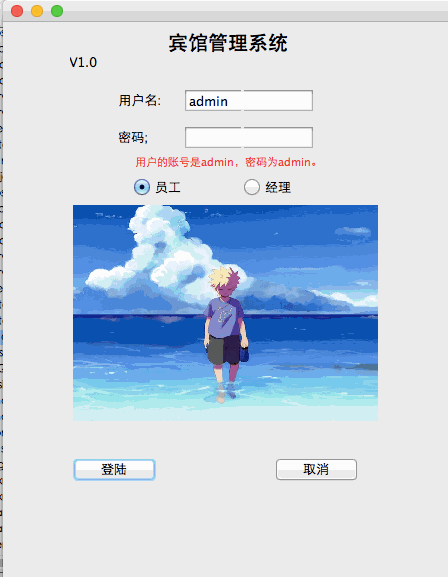 宾馆管理系统
V1.0
用户名:
admin
密码;
用户的账号是admin，密码为admin。
员工
经理
登陆
取消